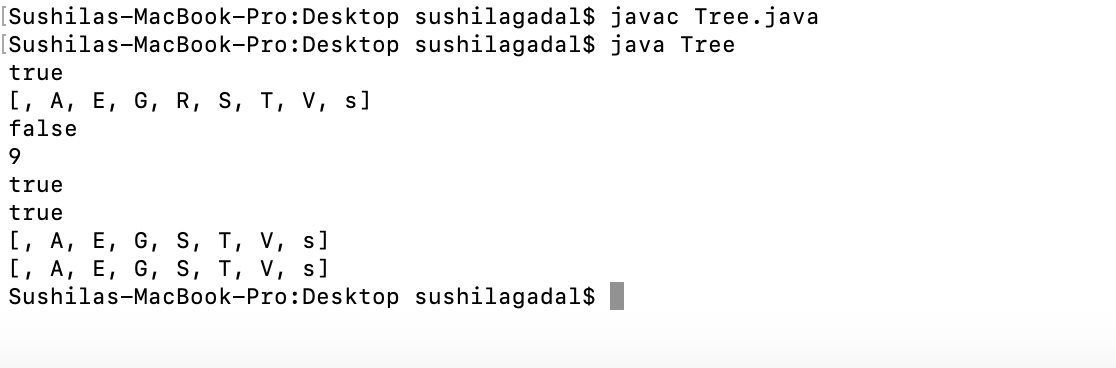 [Sushilas-MacBook-Pro:Desktop sushilagadal$ javac Tree.java
[Sushilas-MacBook-Pro:Desktop sushilagadal$ java Tree
true
[, A, E, G, R, S, T, V, s]
false
9
true
true
[, A, E, G, S, T, V, s]
[, A, E, G, S, T, V, s]
Sushilas-MacBook-Pro:Desktop sushilagadal$